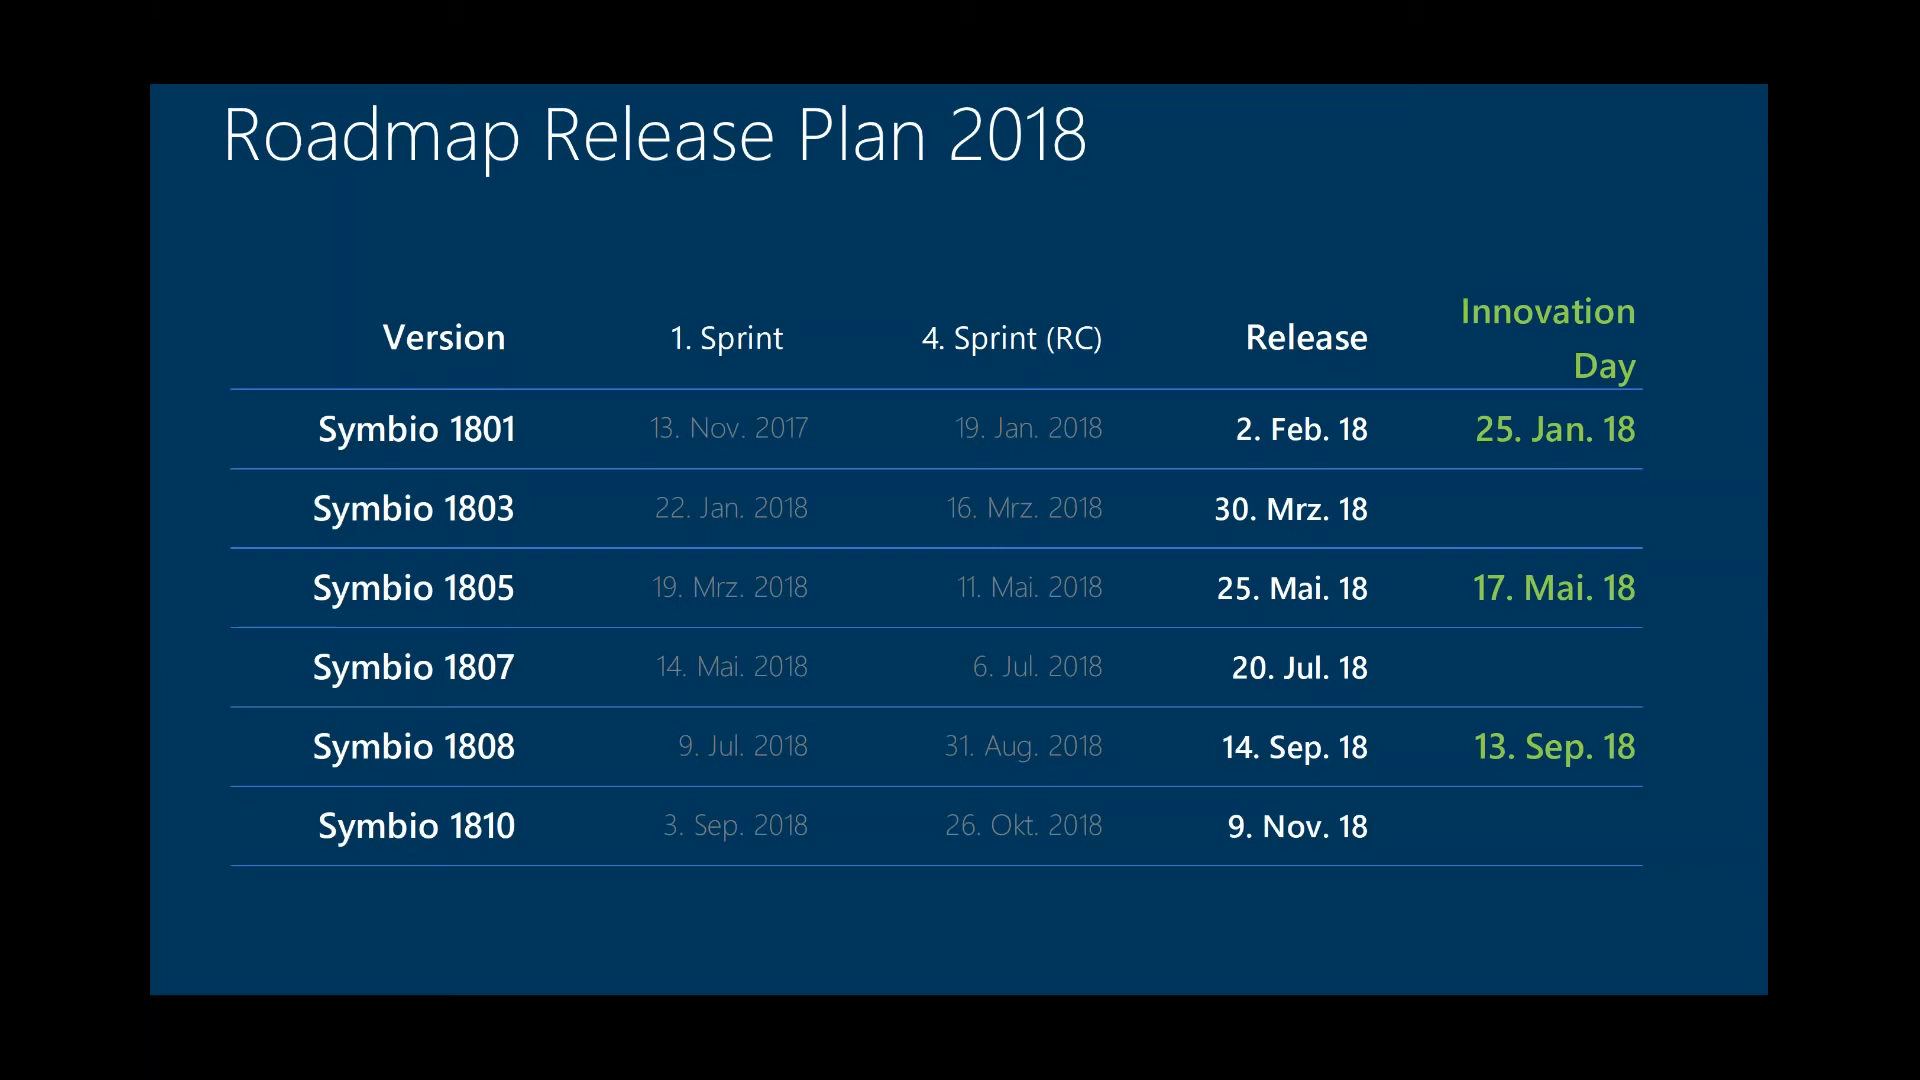 Roadmap Release Plan 2018
Version 1. Sprint 4. Sprint (RC) Release Innovation Day
Symbio 1801 13. Nov. 2017 19. Jan. 2018 2. Feb. 18 25. Jan. 18
Symbio 1803 22. Jan. 2018 16. Mrz. 2018 30. Mrz. 18
Symbio 1805 19. Mrz. 2018 11. Mai. 2018 25. Mai. 18 17. Mai. 18
Symbio 1807 14. Mai. 2018 6. Jul. 2018 20. Jul. 18
Symbio 1808 9. Jul. 2018 31. Aug. 2018 14. Sep. 18 13. Sep. 18
Symbio 1810 3. Sep. 2018 26. Okt. 2018 9. Nov. 18